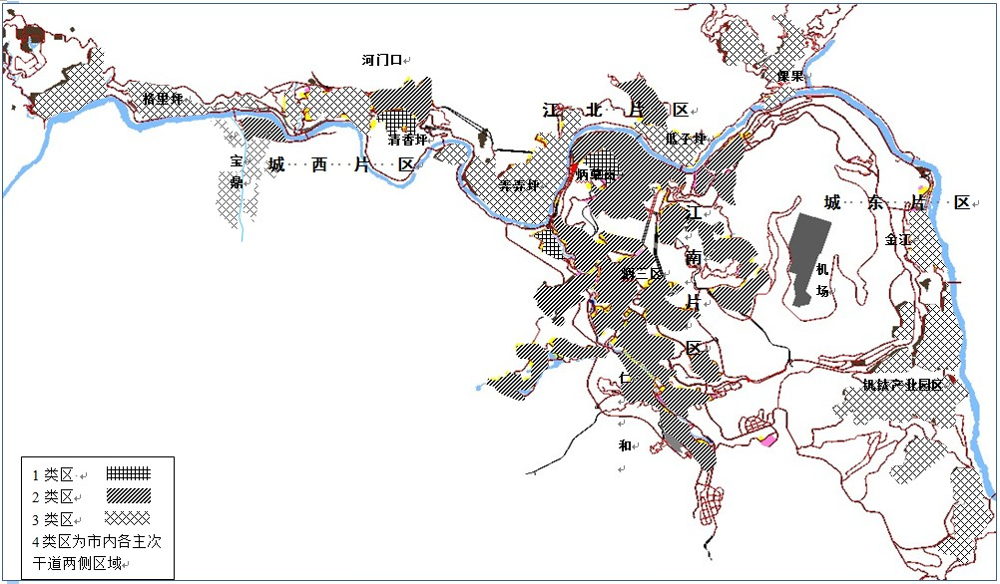 河门口
倮果
格里坪
江北片区
清香坪
瓜子坪
宝鼎
城西片区
弄弄坪
炳草岗
城东片区
江南片区
金江
炳三区
机场
钒钛产业园区
仁和
1 类区
2 类区
3 类区
4 类区为市内各主次
干道两侧区域